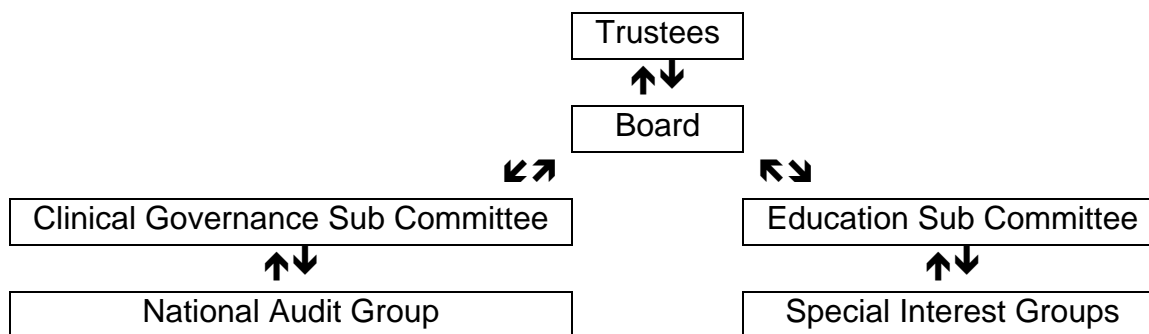 Trustees
Board
Clinical Governance Sub Committee
Education Sub Committee
National Audit Group
Special Interest Groups